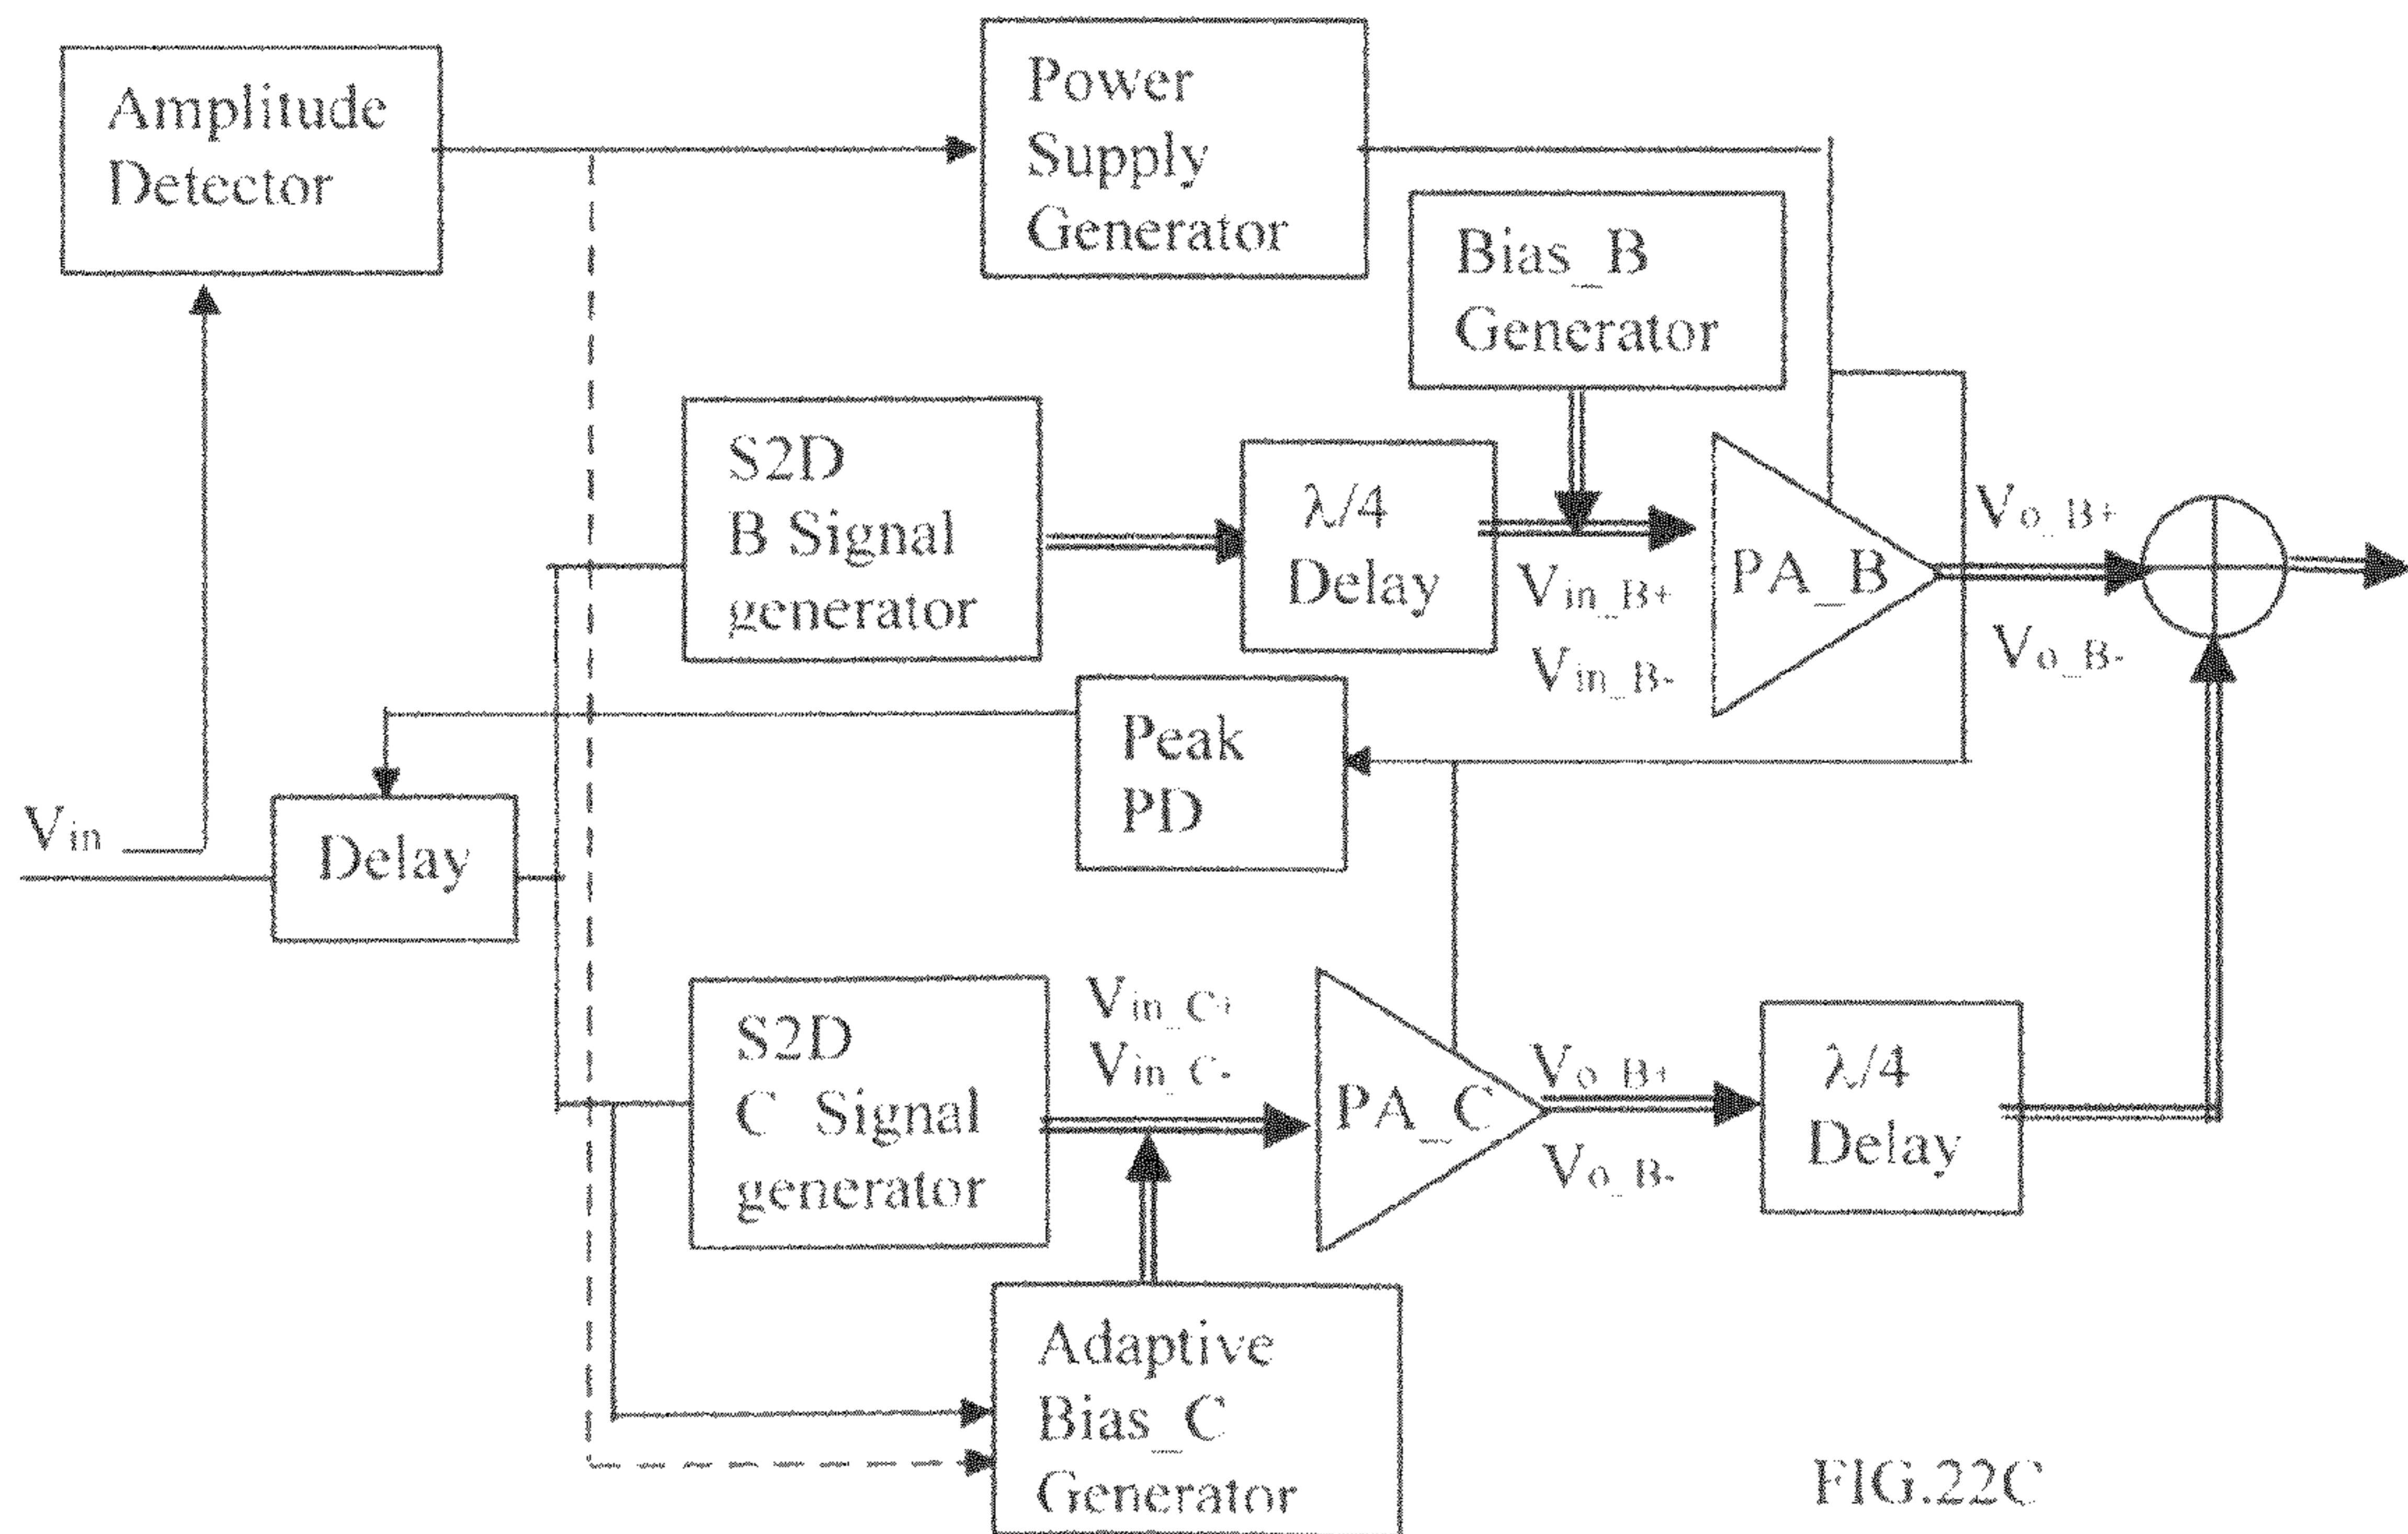 Amplitude
Detector
Power
Supply
Generator
Bias_B
Generator
S2D
B Signal
generator
λ/4
Delay
Vin_B+
Vin_B-
PA_B
Vo_B+
Vo_B-
Peak
PD
Vin
Delay
S2D
C Signal
generator
Vin_C+
Vin_C-
PA_C
Vo_B+
Vo_B-
λ/4
Delay
Adaptive
Bias_C
Generator
FIG.22C